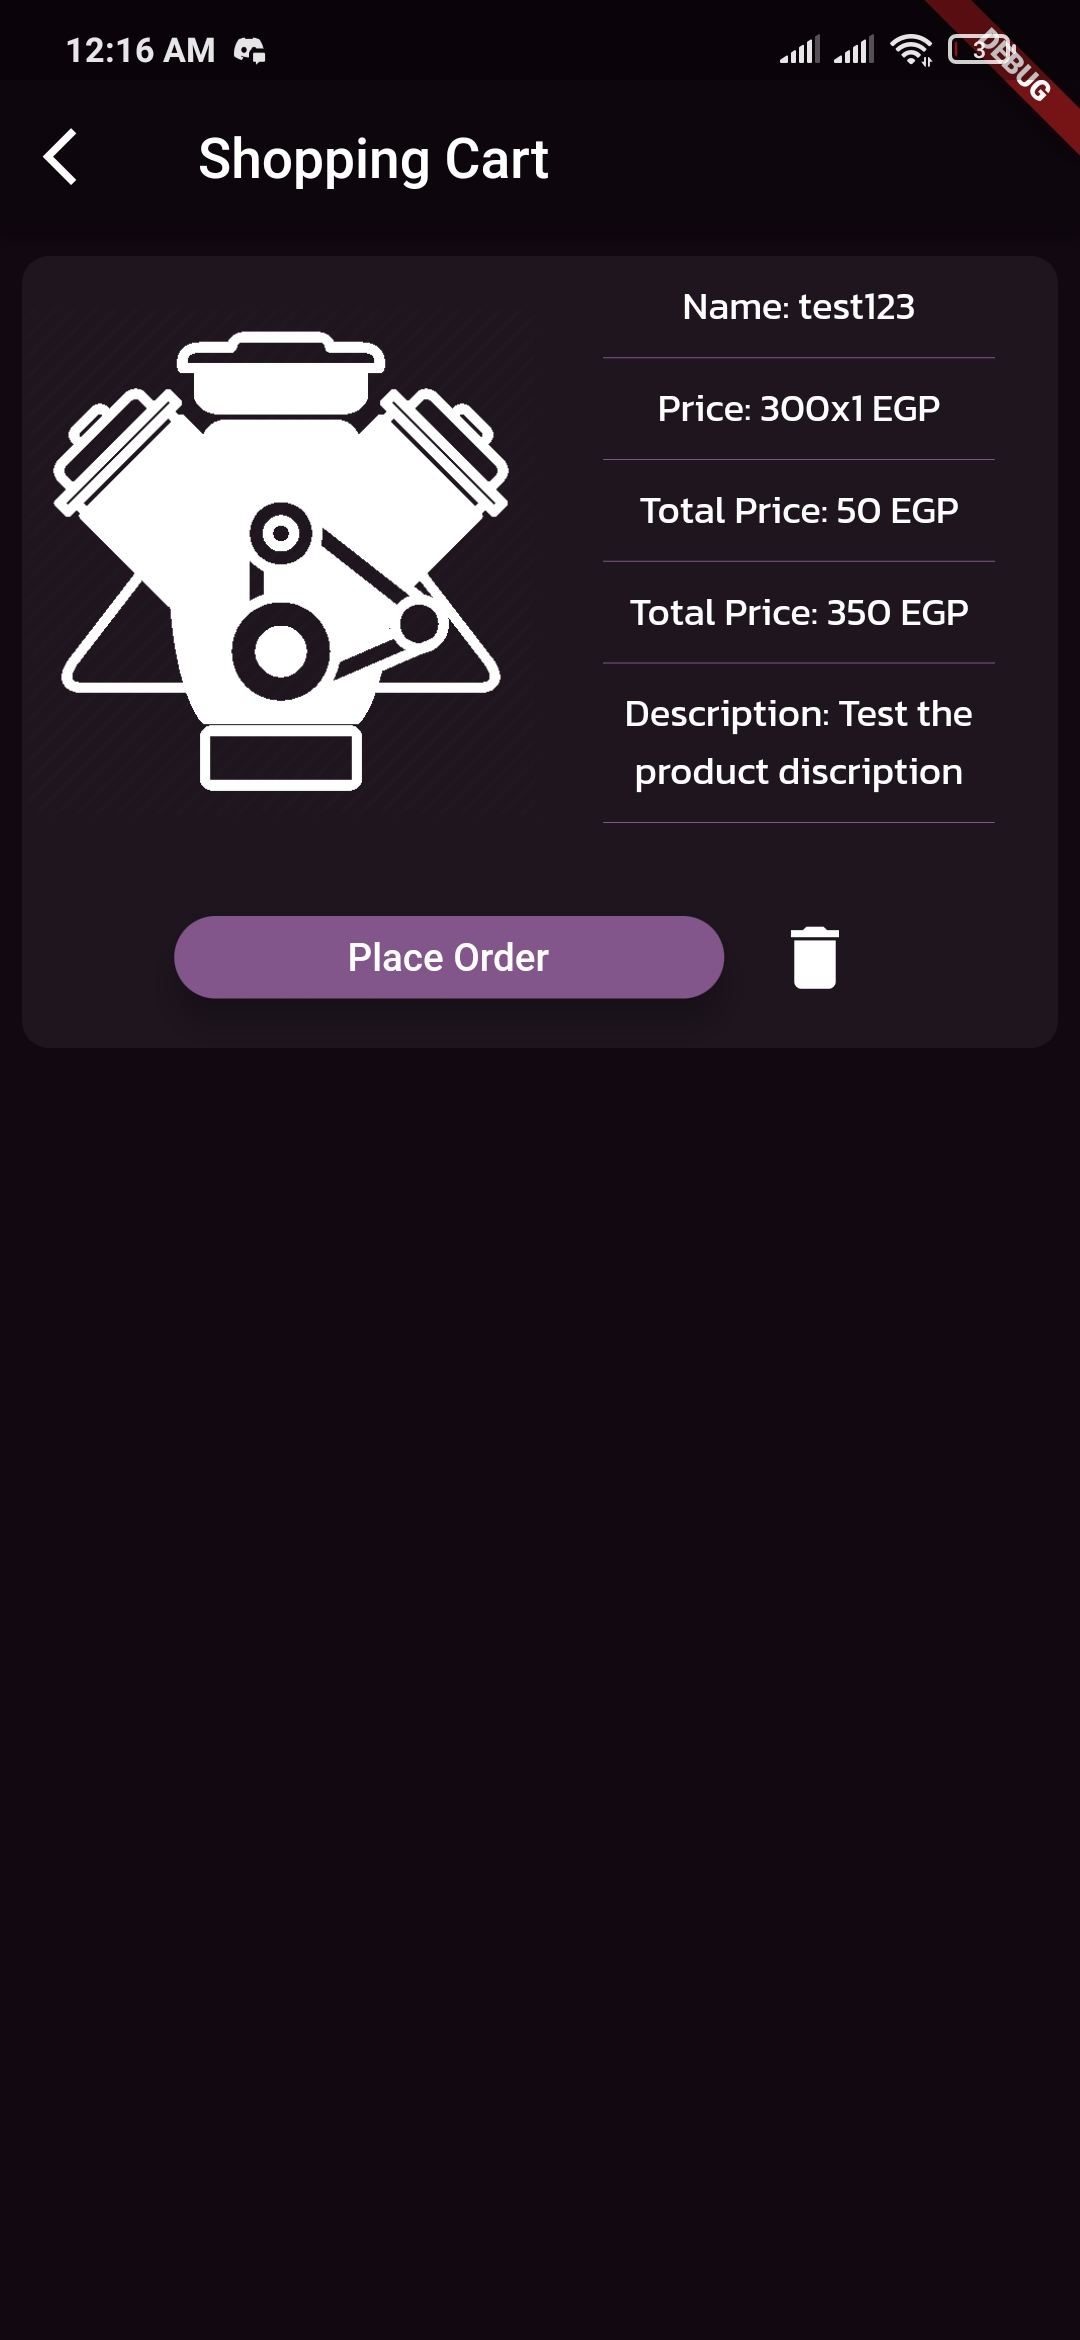 12:16 AM
3
DEBUG
Shopping Cart
Name: test123
Price: 300x1 EGP
Total Price: 50 EGP
Total Price: 350 EGP
Description: Test the
product discription
Place Order